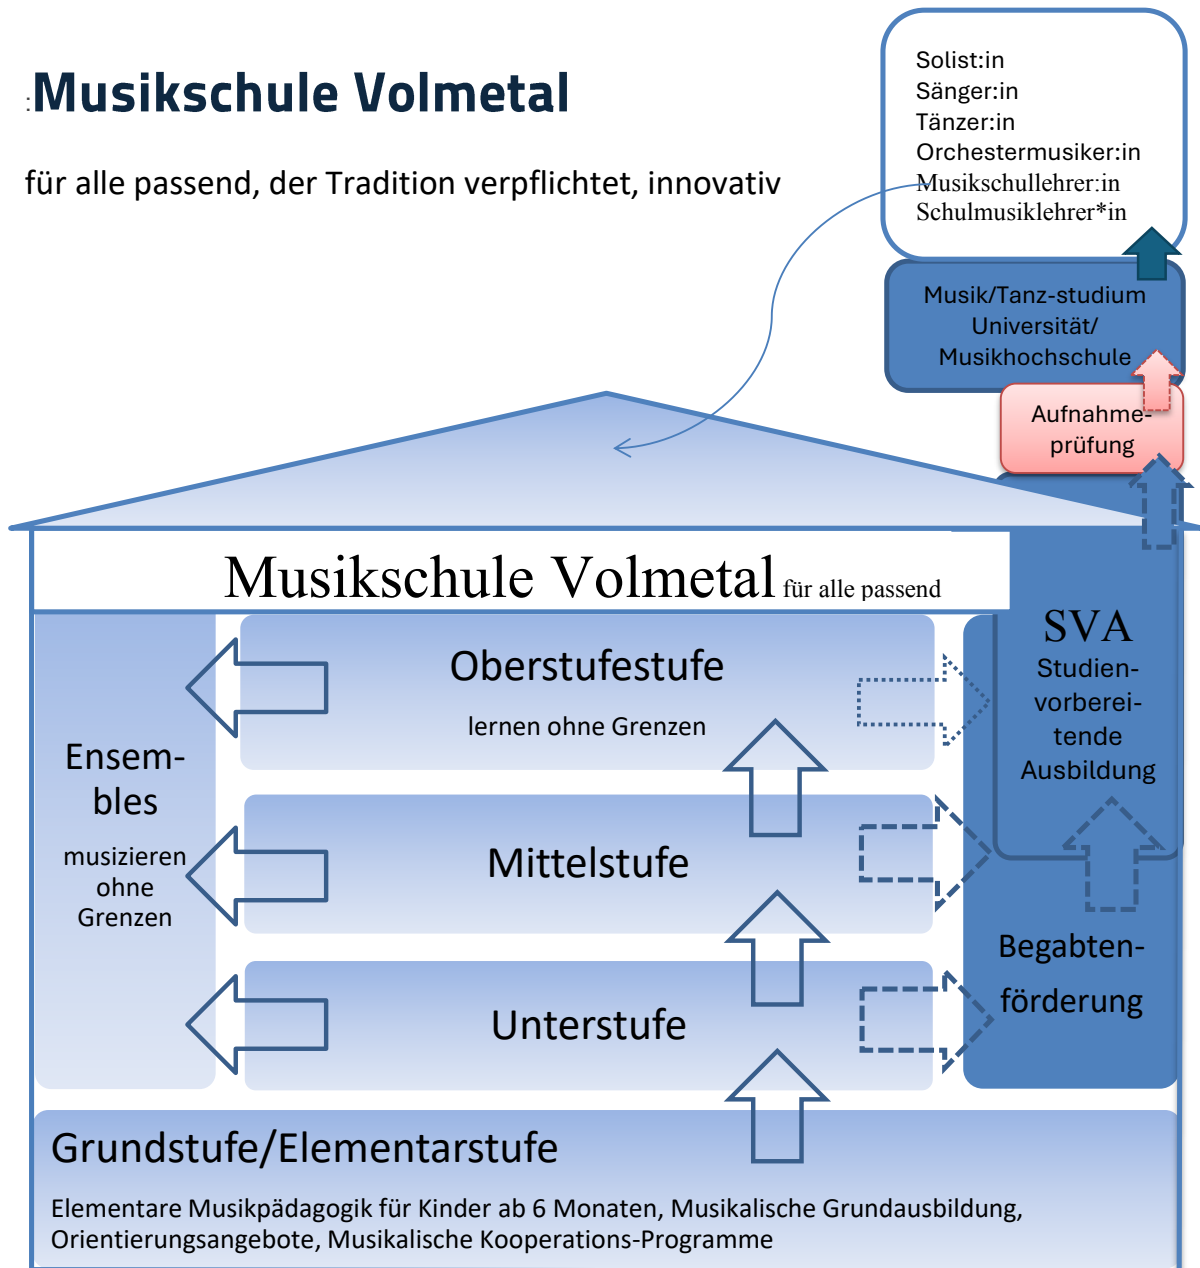 :Musikschule Volmetal
für alle passend, der Tradition verpflichtet, innovativ
Solist:in
Sänger:in
Tänzer:in
Orchestermusiker:in
Musikschullehrer:in
Schulmusiklehrer*in
Musik/Tanz-studium
Universität/
Musikhochschule
Aufnahme-
prüfung
Musikschule Volmetal für alle passend
SVA
Studien-
vorberei-
tende
Ausbildung
Oberstufestufe
lernen ohne Grenzen
Ensem-
bles
musizieren
ohne
Grenzen
Mittelstufe
Begabten-
förderung
Unterstufe
Grundstufe/Elementarstufe
Elementare Musikpädagogik für Kinder ab 6 Monaten, Musikalische Grundausbildung,
Orientierungsangebote, Musikalische Kooperations-Programme